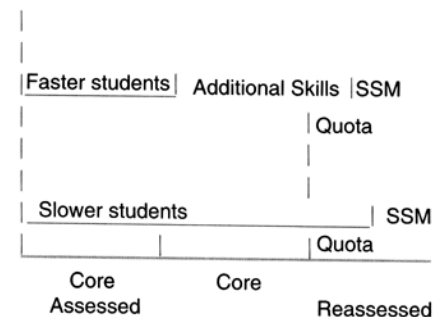 Faster students Additional Skills SSM
Quota
Slower students SSM
Quota
Core Core
Assessed Reassessed